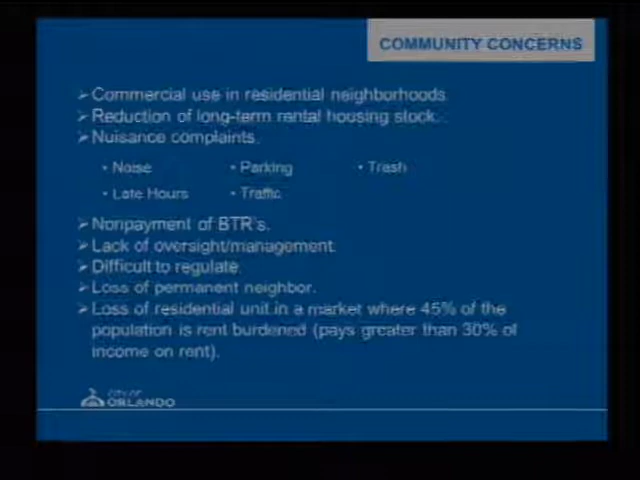 COMMUNITY CONCERNS
➢ Commercial use in residential neighborhoods.
➢ Reduction of long-term rental housing stock.
➢ Nuisance complaints.
• Noise • Parking • Trash
• Late Hours • Traffic
➢ Nonpayment of BTR's.
➢ Lack of oversight/management.
➢ Difficult to regulate.
➢ Loss of permanent neighbor.
➢ Loss of residential unit in a market where 45% of the
population is rent burdened (pays greater than 30% of
income on rent).
CITY OF
ORLANDO